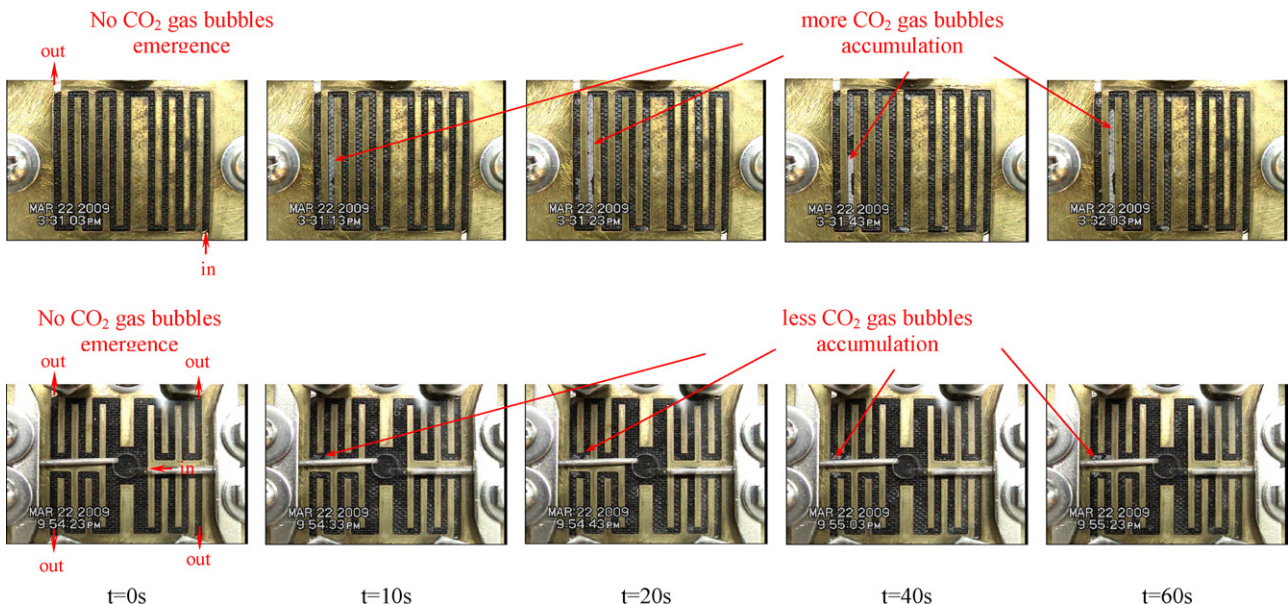 No CO₂ gas bubbles
emergence
more CO₂ gas bubbles
accumulation
out
MAR 22 2009
3:31:03PM
MAR 22 2009
3:31:13PM
MAR 22 2009
3:31:23PM
MAR 22 2009
3:31:43PM
MAR 22 2009
3:32:03PM
in
No CO₂ gas bubbles
emergence
less CO₂ gas bubbles
accumulation
out
out
in
MAR 22 2009
9:54:23PM
MAR 22 2009
9:54:33PM
MAR 22 2009
9:54:43PM
MAR 22 2009
9:55:03PM
MAR 22 2009
9:55:23PM
out
out
t=0s
t=10s
t=20s
t=40s
t=60s